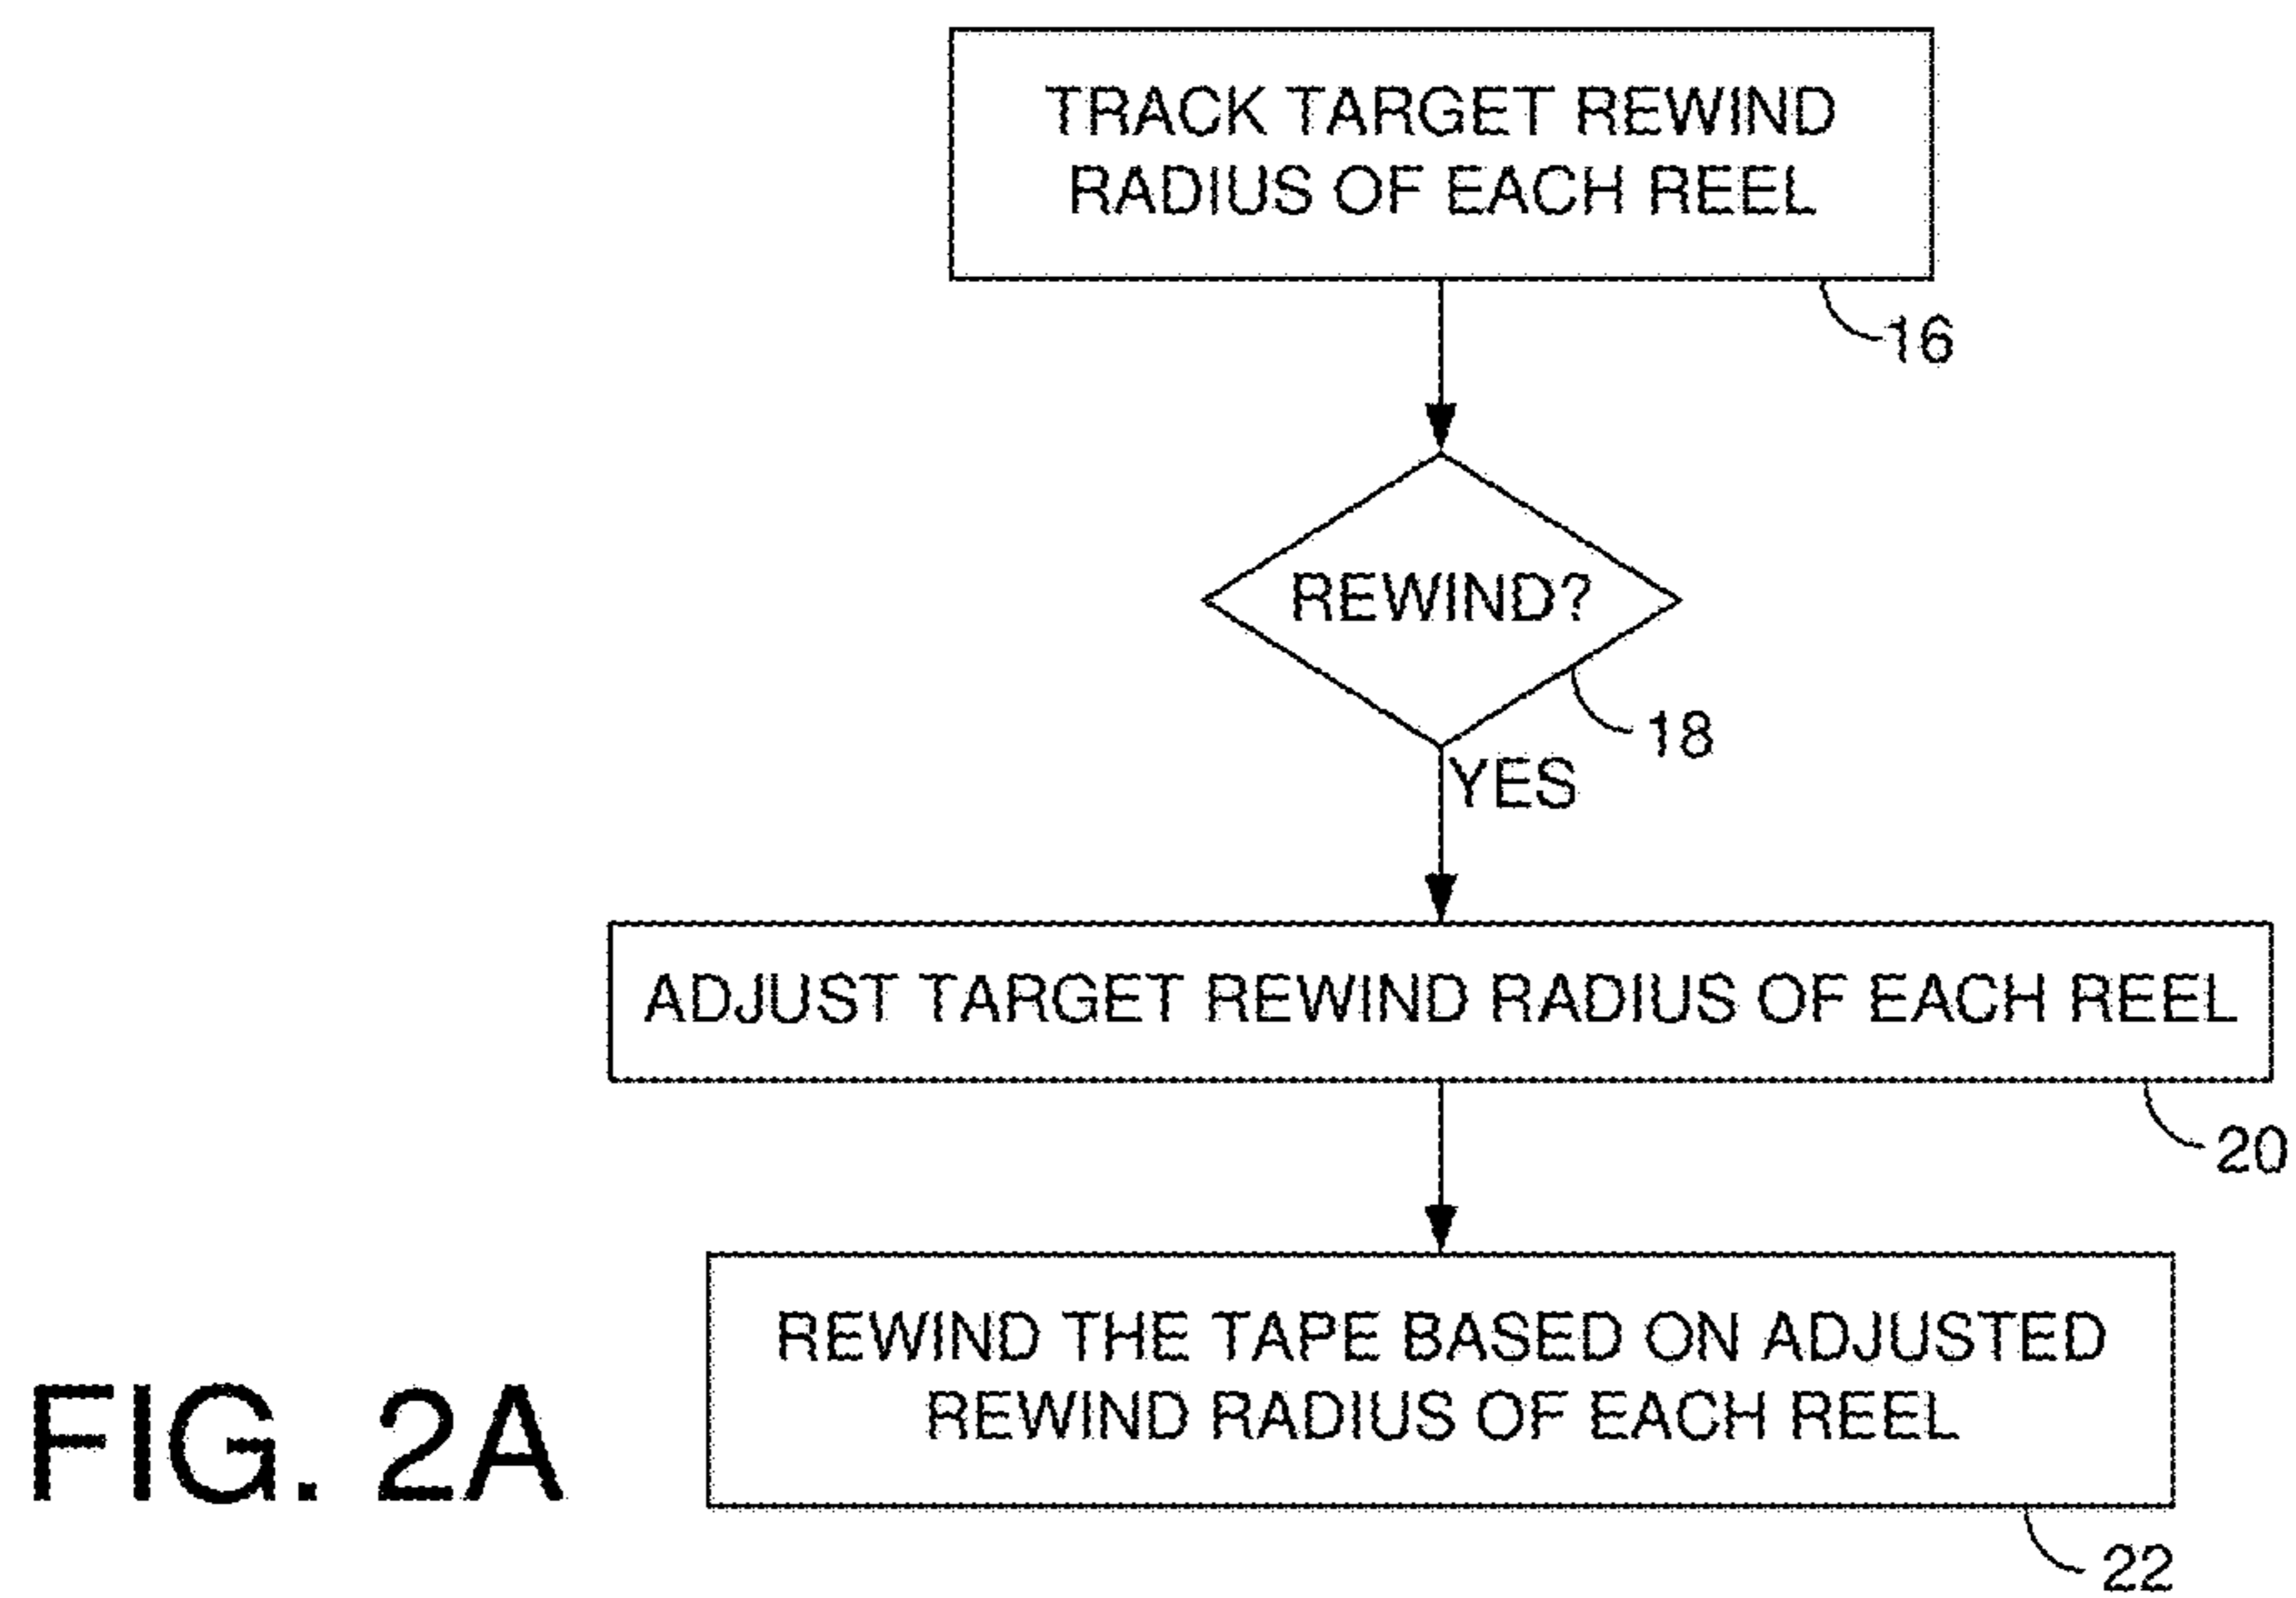 TRACK TARGET REWIND
RADIUS OF EACH REEL
16
REWIND?
18
YES
ADJUST TARGET REWIND RADIUS OF EACH REEL
20
REWIND THE TAPE BASED ON ADJUSTED
REWIND RADIUS OF EACH REEL
22
FIG. 2A